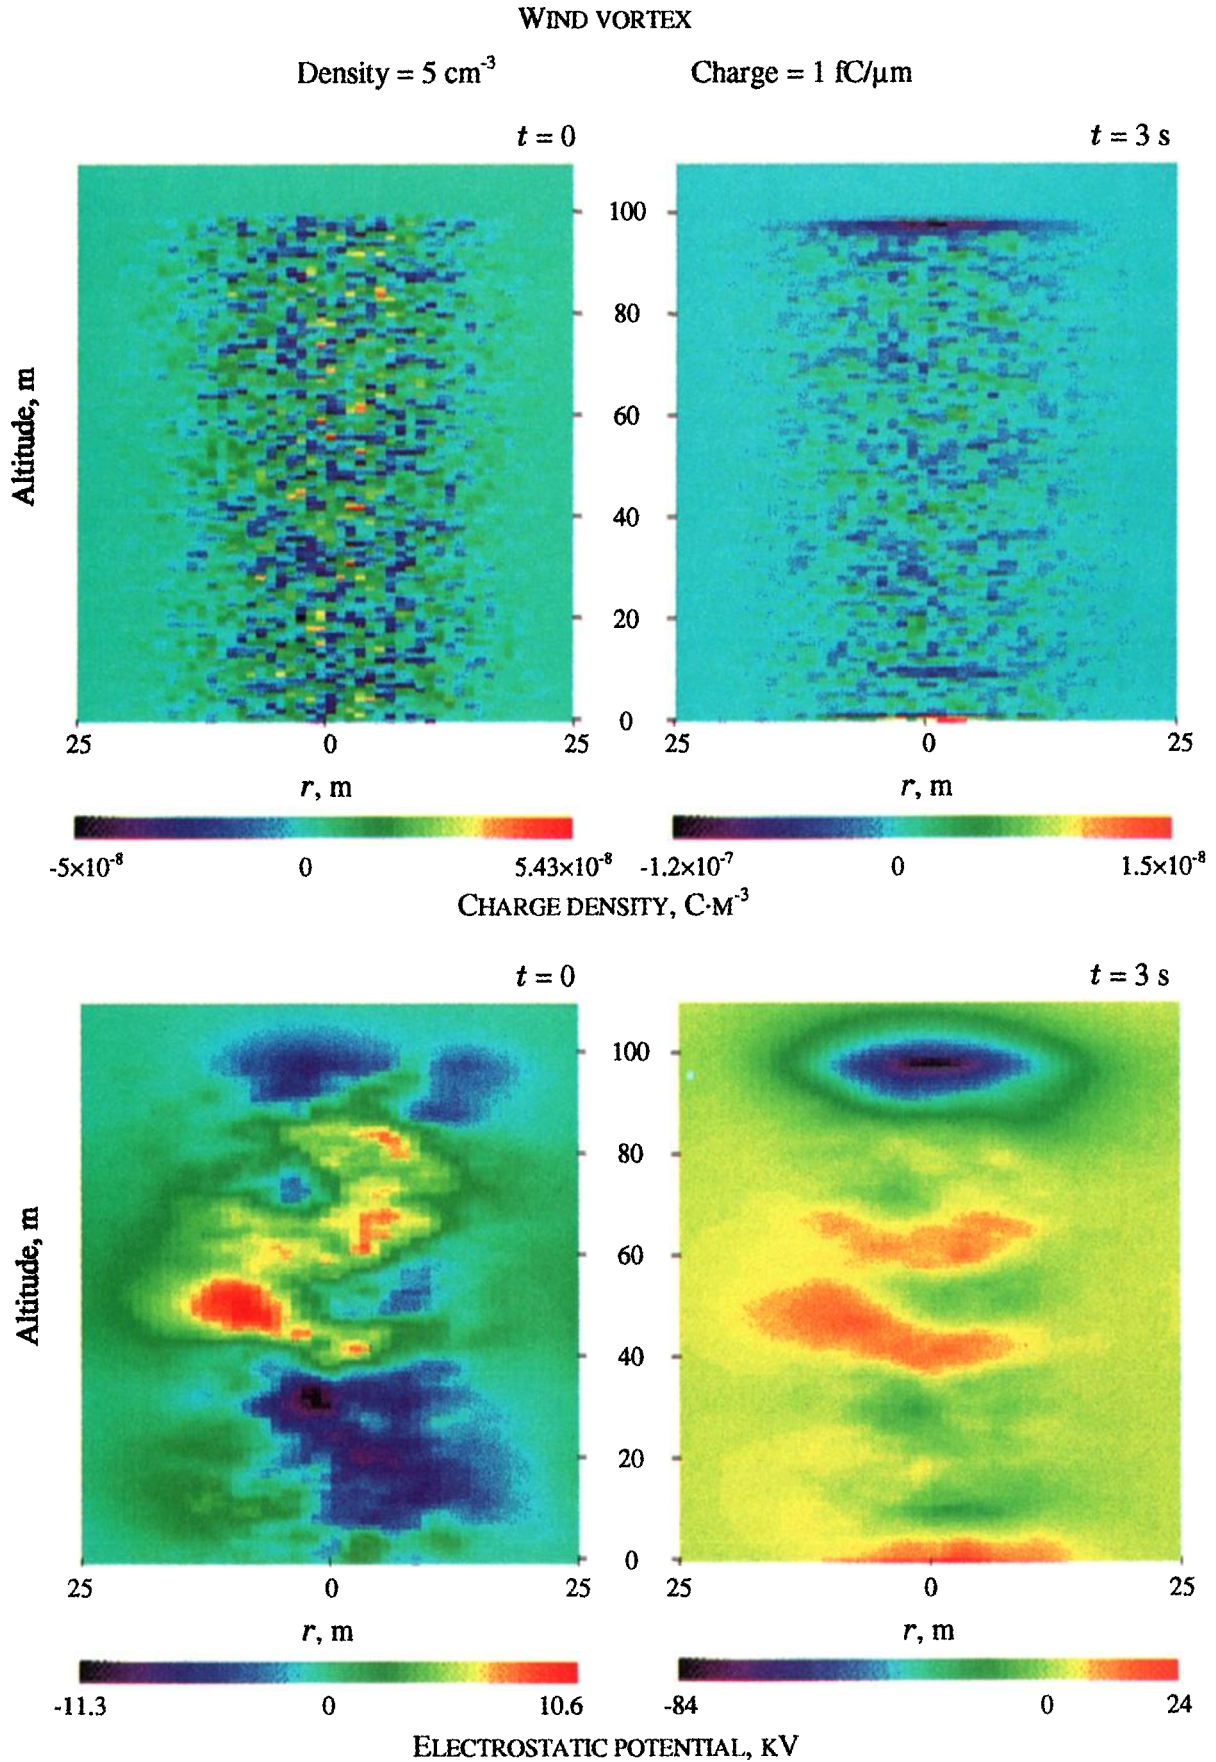 WIND VORTEX
Density = 5 cm⁻³ Charge = 1 fC/µm
t = 0 t = 3 s
100
80
60
40
20
0
Altitude, m
25 0 25 25 0 25
r, m r, m
-5×10⁻⁸ 0 5.43×10⁻⁸ -1.2×10⁻⁷ 0 1.5×10⁻⁸
CHARGE DENSITY, C·M⁻³
t = 0 t = 3 s
100
80
60
40
20
0
Altitude, m
25 0 25 25 0 25
r, m r, m
-11.3 0 10.6 -84 0 24
ELECTROSTATIC POTENTIAL, KV